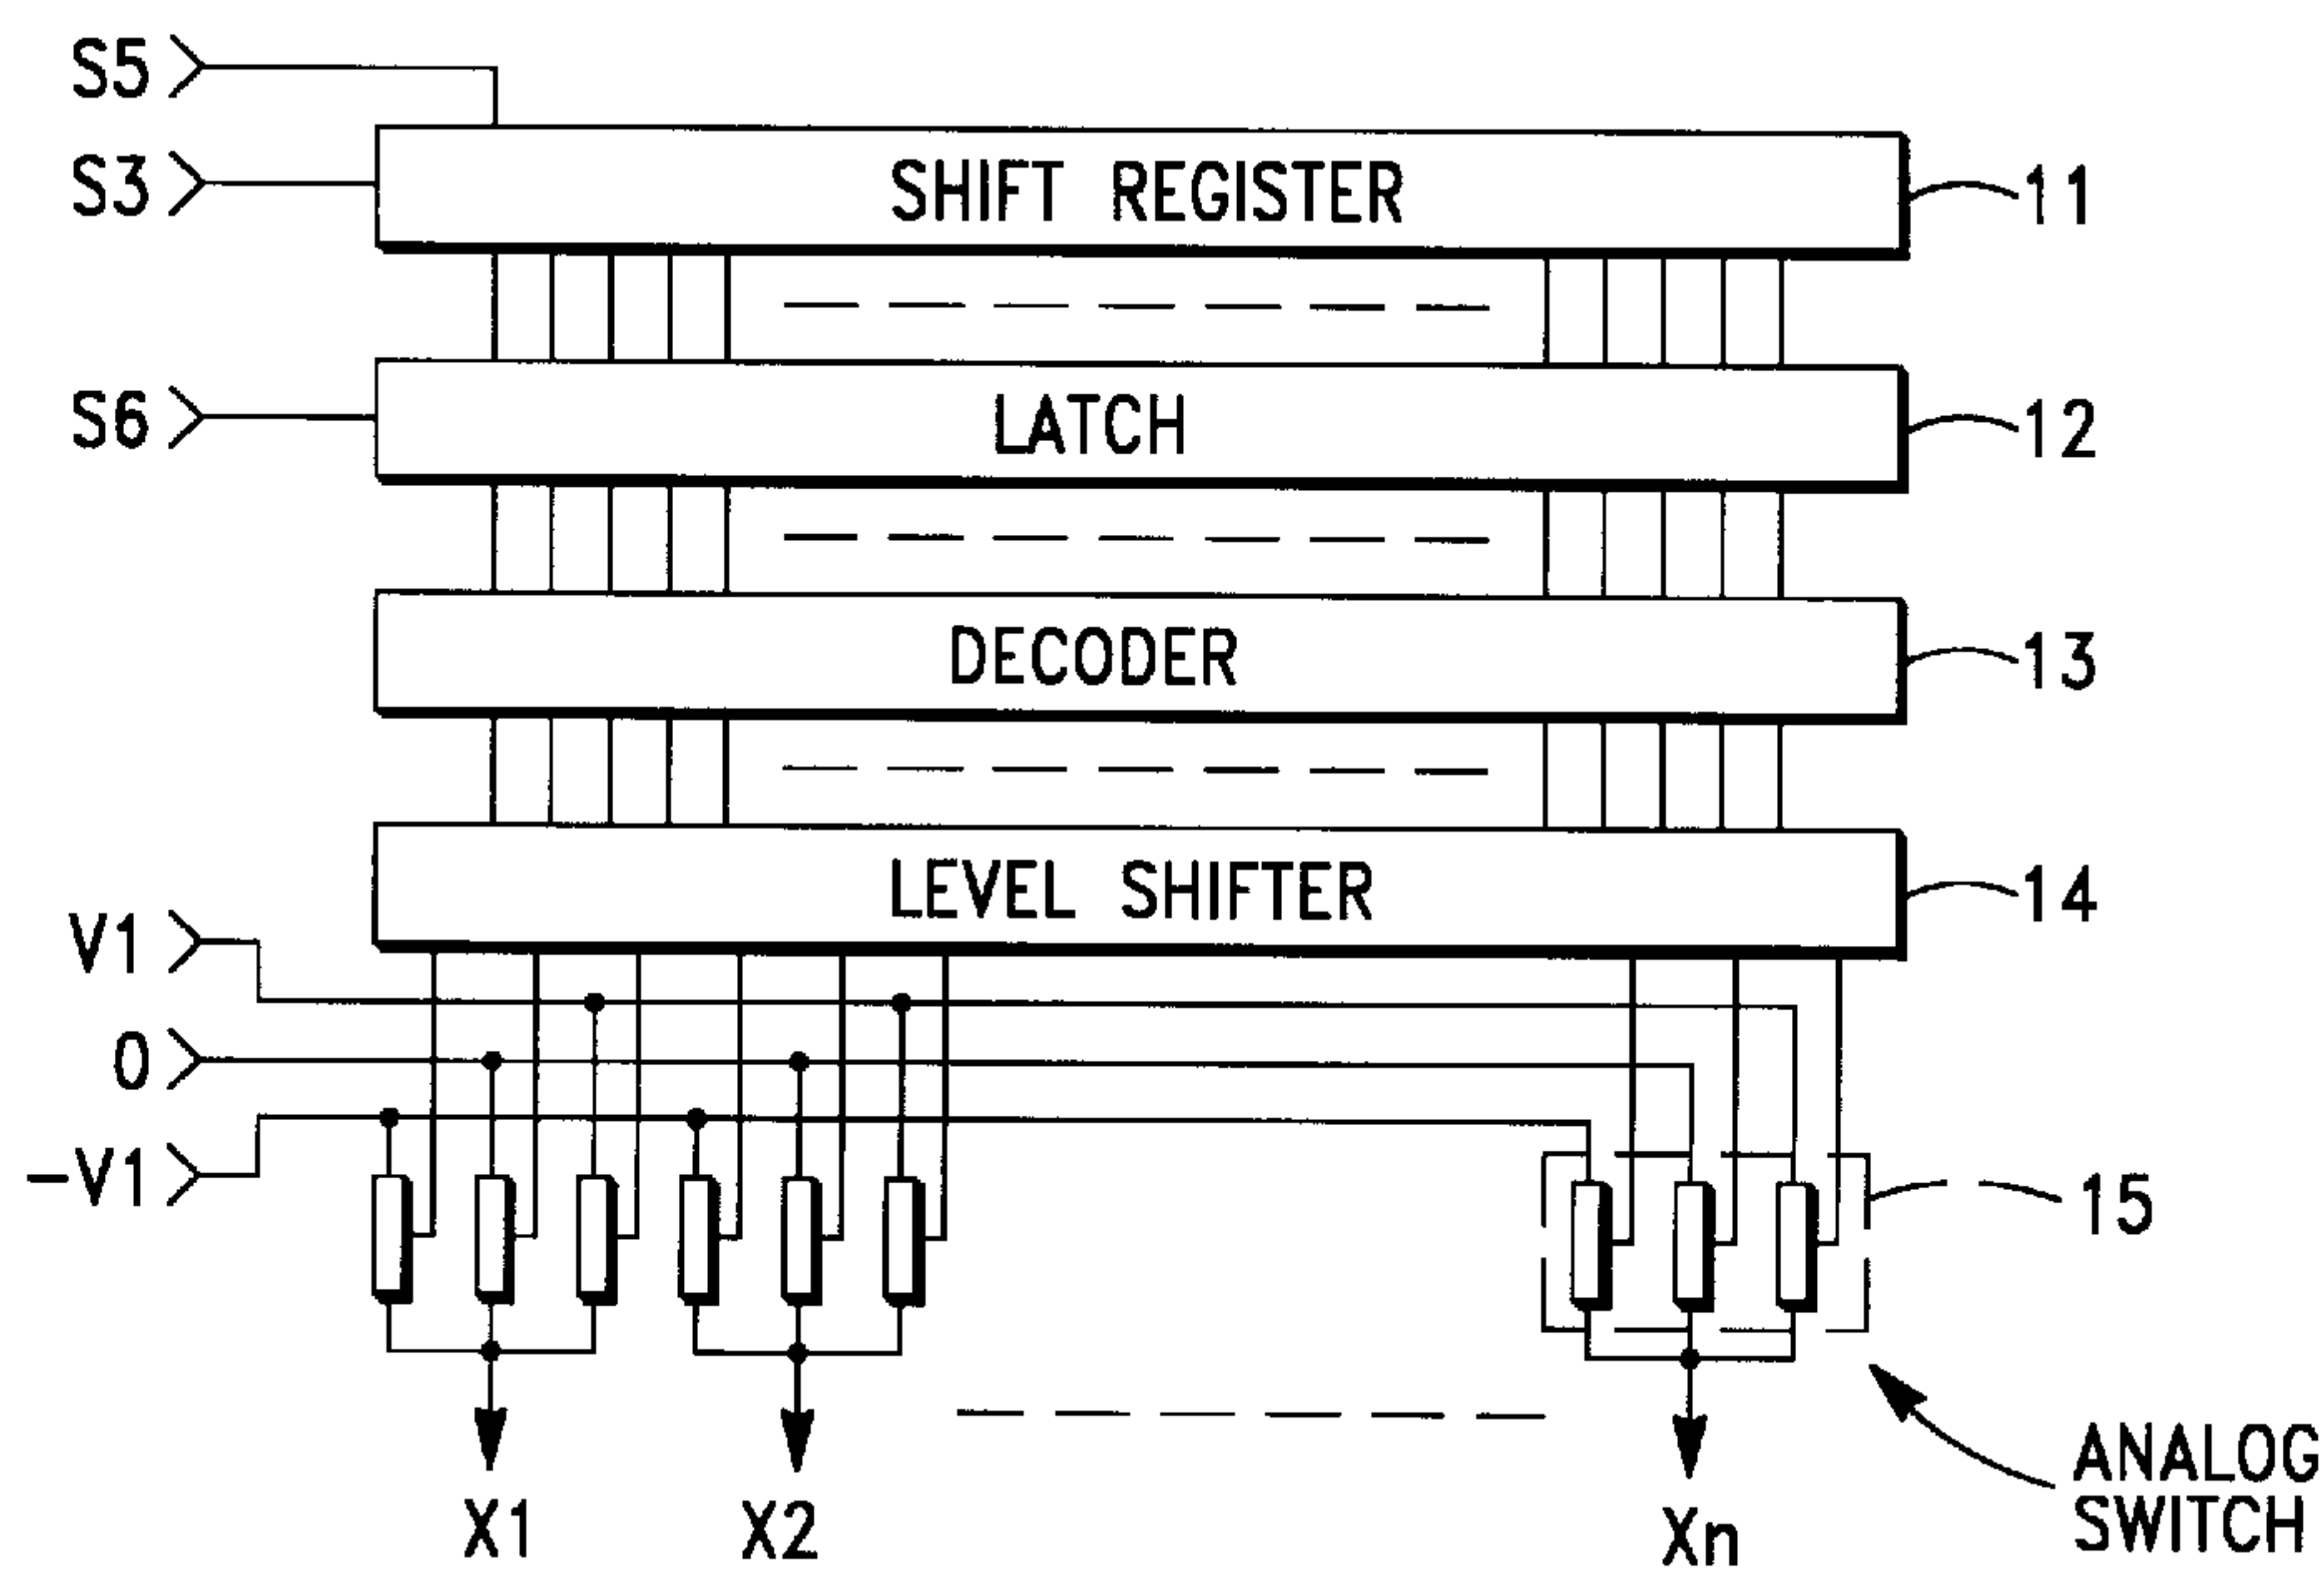 S5
S3
SHIFT REGISTER
11
S6
LATCH
12
DECODER
13
LEVEL SHIFTER
14
V1
0
-V1
15
X1
X2
Xn
ANALOG
SWITCH